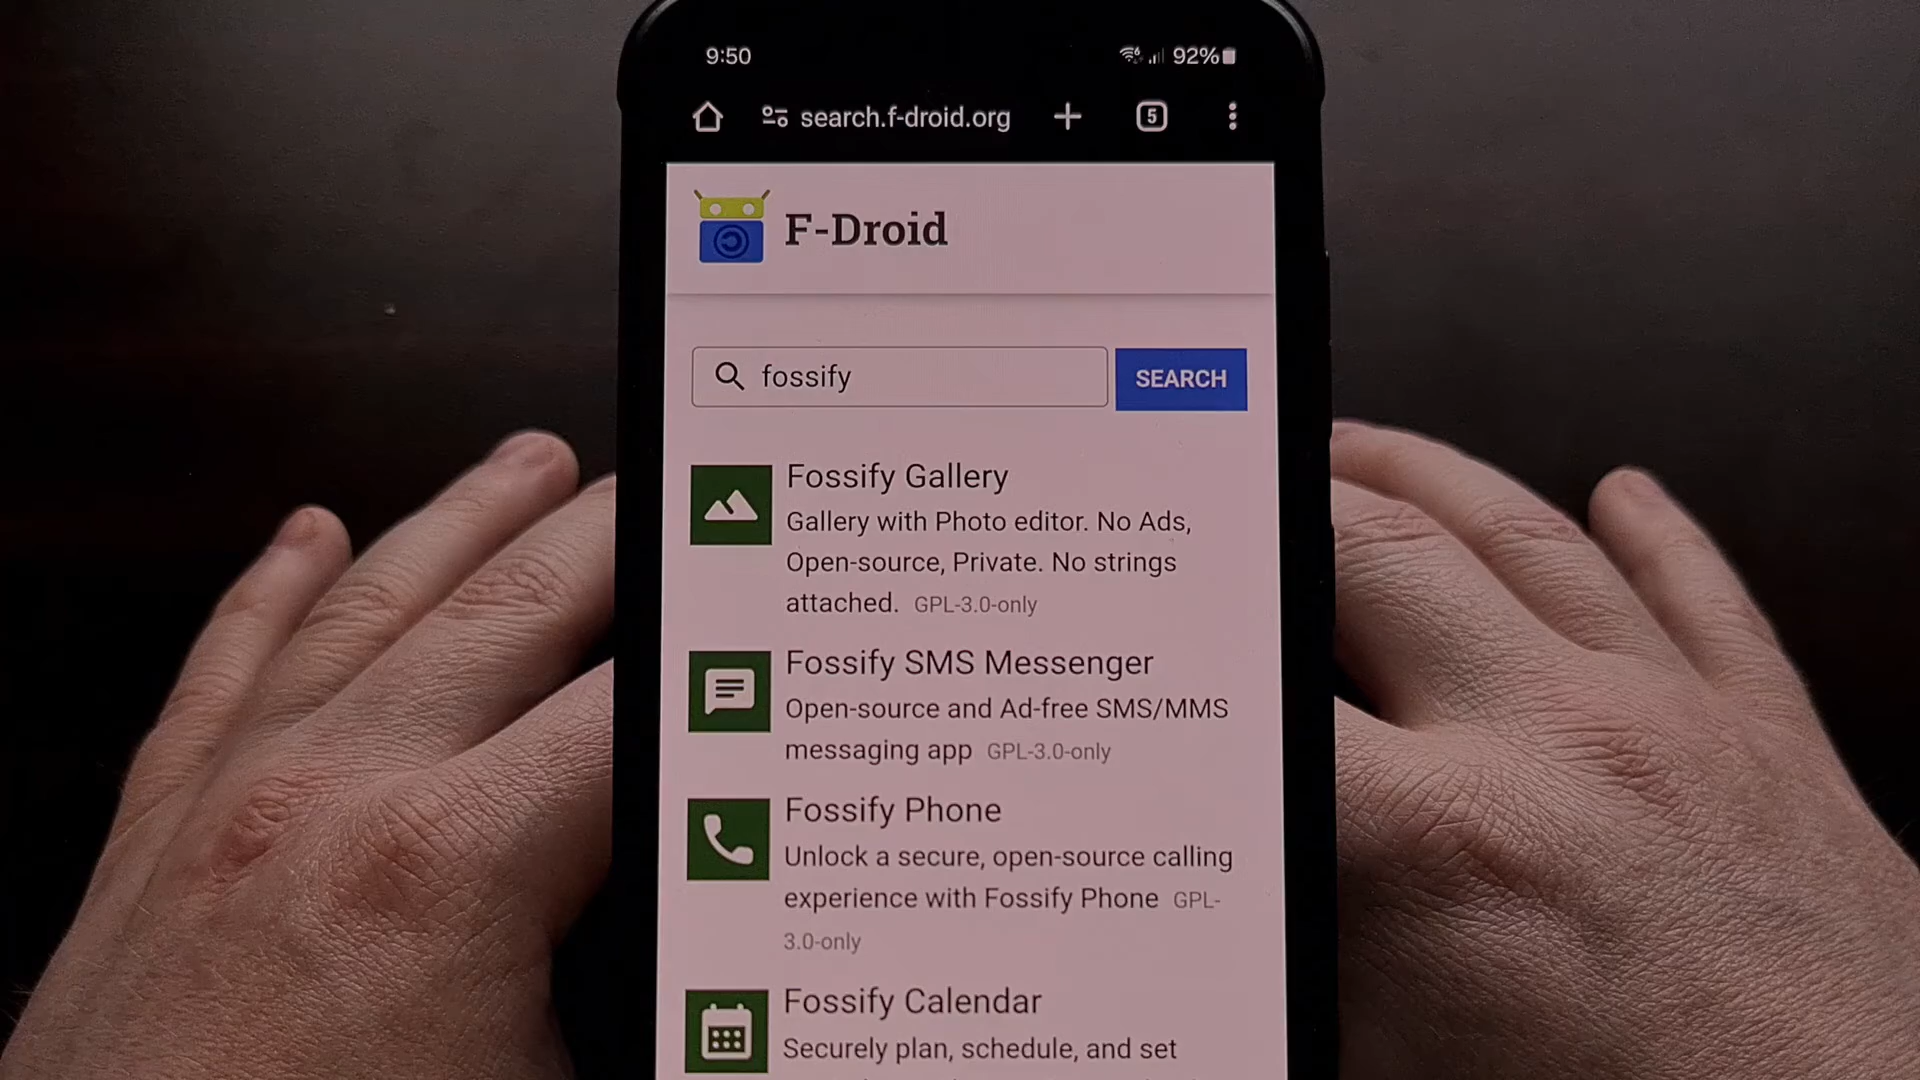 9:50
92%
search.f-droid.org
5
F-Droid
fossify
SEARCH
Fossify Gallery
Gallery with Photo editor. No Ads,
Open-source, Private. No strings
attached. GPL-3.0-only
Fossify SMS Messenger
Open-source and Ad-free SMS/MMS
messaging app GPL-3.0-only
Fossify Phone
Unlock a secure, open-source calling
experience with Fossify Phone GPL-
3.0-only
Fossify Calendar
Securely plan, schedule, and set